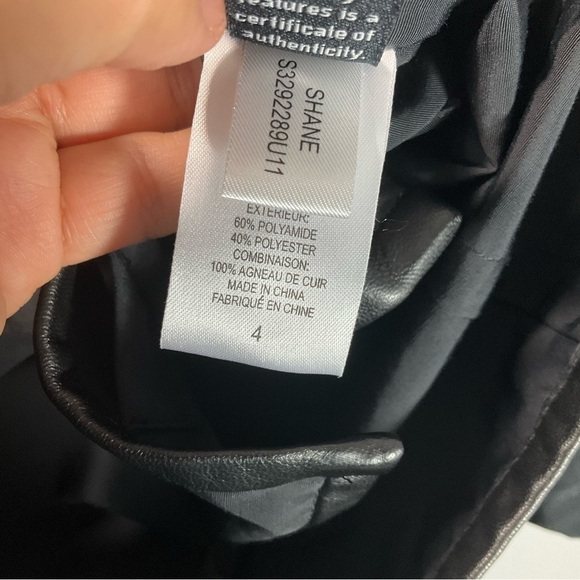 features is a
certificate of
authenticity.
SHANE
S3292289U11
EXTERIEUR:
60% POLYAMIDE
40% POLYESTER
COMBINAISON:
100% AGNEAU DE CUIR
MADE IN CHINA
FABRIQUÉ EN CHINE
4